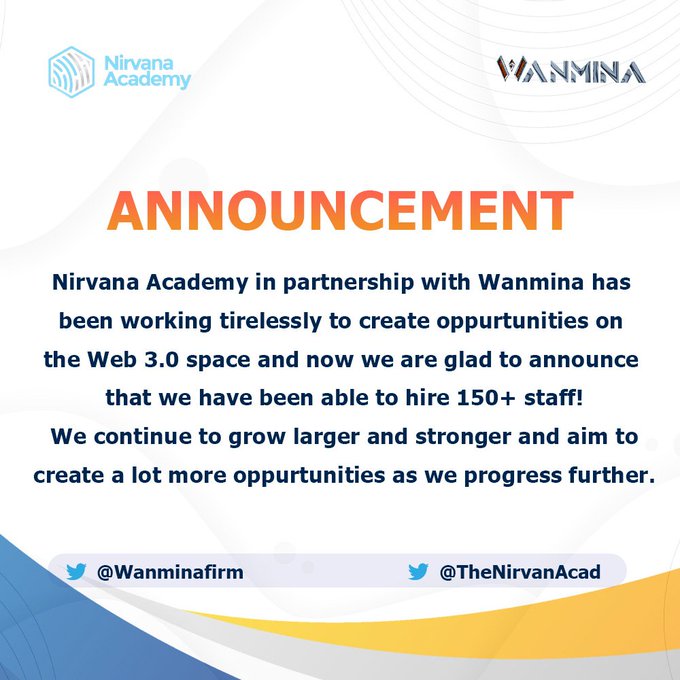 Nirvana
Academy
WANMINA
ANNOUNCEMENT
Nirvana Academy in partnership with Wanmina has
been working tirelessly to create oppurtunities on
the Web 3.0 space and now we are glad to announce
that we have been able to hire 150+ staff!
We continue to grow larger and stronger and aim to
create a lot more oppurtunities as we progress further.
@Wanminafirm
@TheNirvanAcad